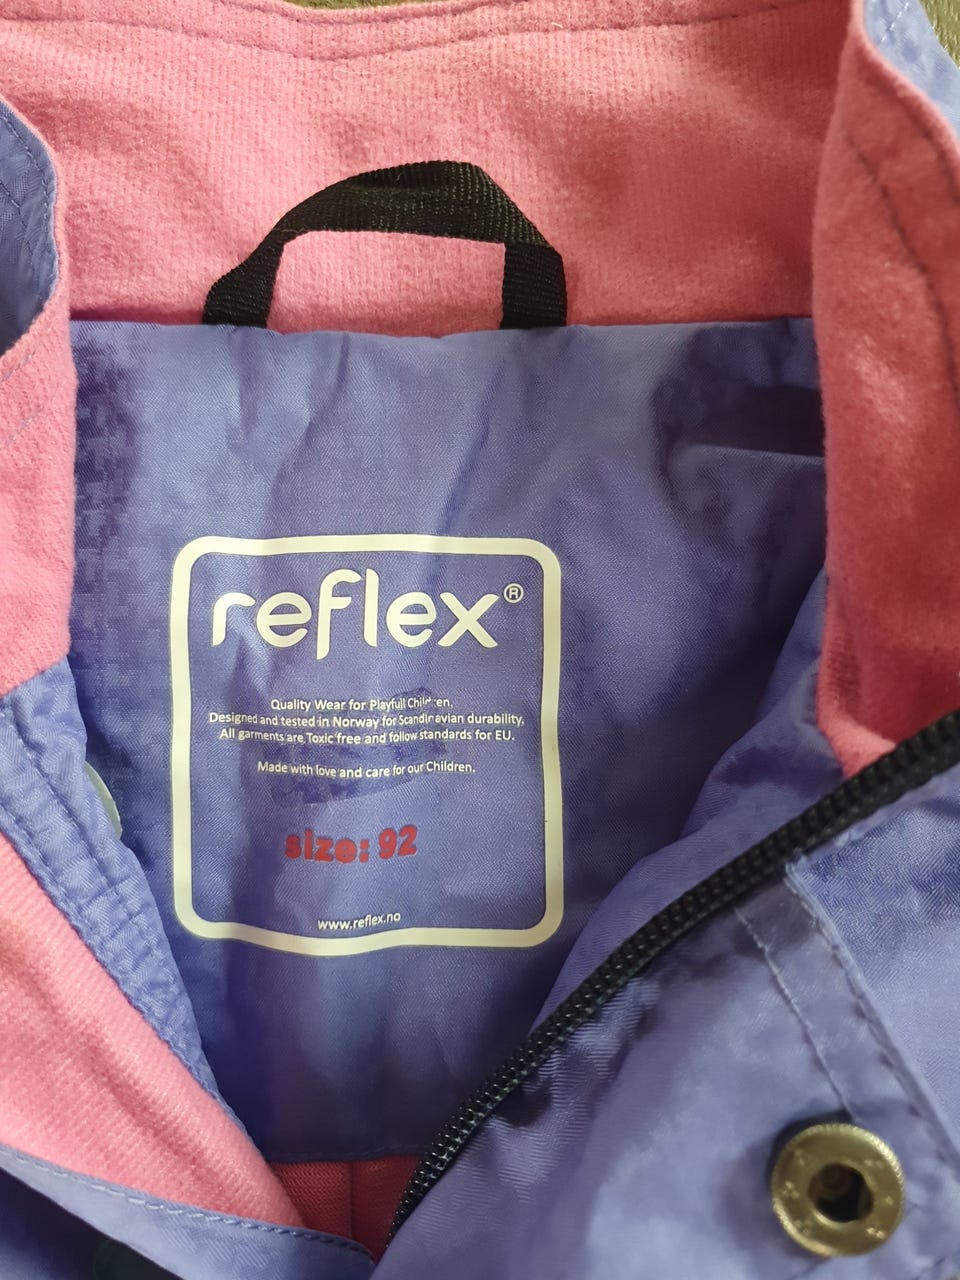 reflex®
Quality Wear for Playfull Children.
Designed and tested in Norway for Scandinavian durability.
All garments are Toxic free and follow standards for EU.
Made with love and care for our Children.
size: 92
www.reflex.no